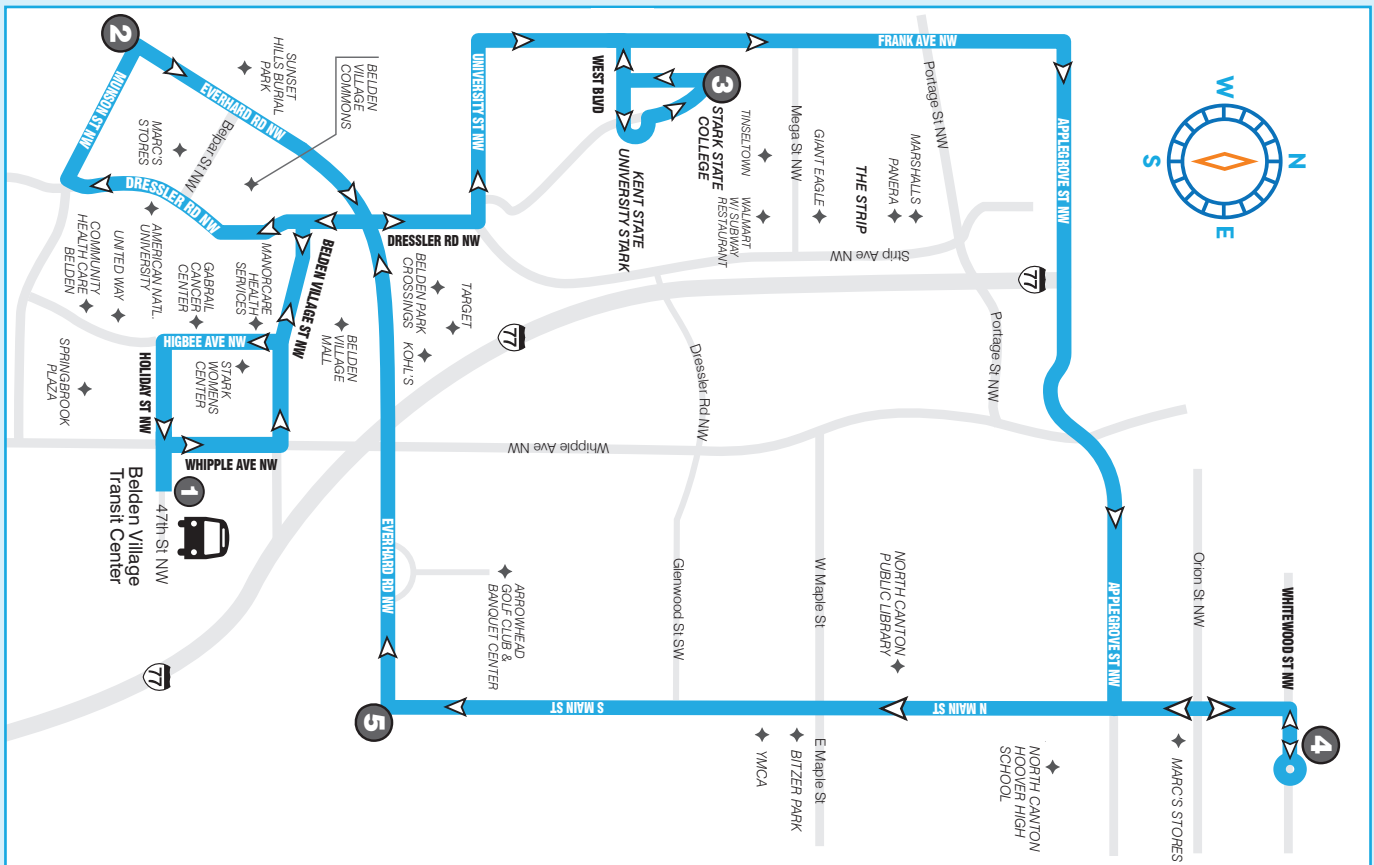 W
N
S
E
2
SUNSET
HILLS BURIAL
PARK
BELDEN
VILLAGE
COMMONS
EVERHARD RD NW
MUNSON ST NW
MARC'S
STORES
Belpar St NW
DRESSLER RD NW
AMERICAN NATL.
UNIVERSITY
UNITED WAY
COMMUNITY
HEALTH CARE
BELDEN
MANORCARE
HEALTH
SERVICES
GABRAIL
CANCER
CENTER
HIGBEE AVE NW
STARK
WOMENS
CENTER
SPRINGBROOK
PLAZA
HOLIDAY ST NW
WHIPPLE AVE NW
1
47th St NW
Belden Village
Transit Center
BELDEN VILLAGE ST NW
BELDEN
VILLAGE
MALL
DRESSLER RD NW
BELDEN PARK
CROSSINGS
TARGET
KOHL'S
77
UNIVERSITY ST NW
WEST BLVD
3
STARK STATE
COLLEGE
KENT STATE
UNIVERSITY STARK
TINSELTOWN
WALMART
W/ SUBWAY
RESTAURANT
Mega St NW
GIANT EAGLE
THE STRIP
PANERA
MARSHALLS
FRANK AVE NW
Portage St NW
Strip Ave NW
77
Portage St NW
APPLEGROVE ST NW
Dressler Rd NW
Whipple Ave NW
EVERHARD RD NW
ARROWHEAD
GOLF CLUB &
BANQUET CENTER
Glenwood St SW
W Maple St
NORTH CANTON
PUBLIC LIBRARY
APPLEGROVE ST NW
Orion St NW
WHITEWOOD ST NW
77
5
S MAIN ST
N MAIN ST
YMCA
BITZER PARK
E Maple St
NORTH CANTON
HOOVER HIGH
SCHOOL
MARC'S STORES
4